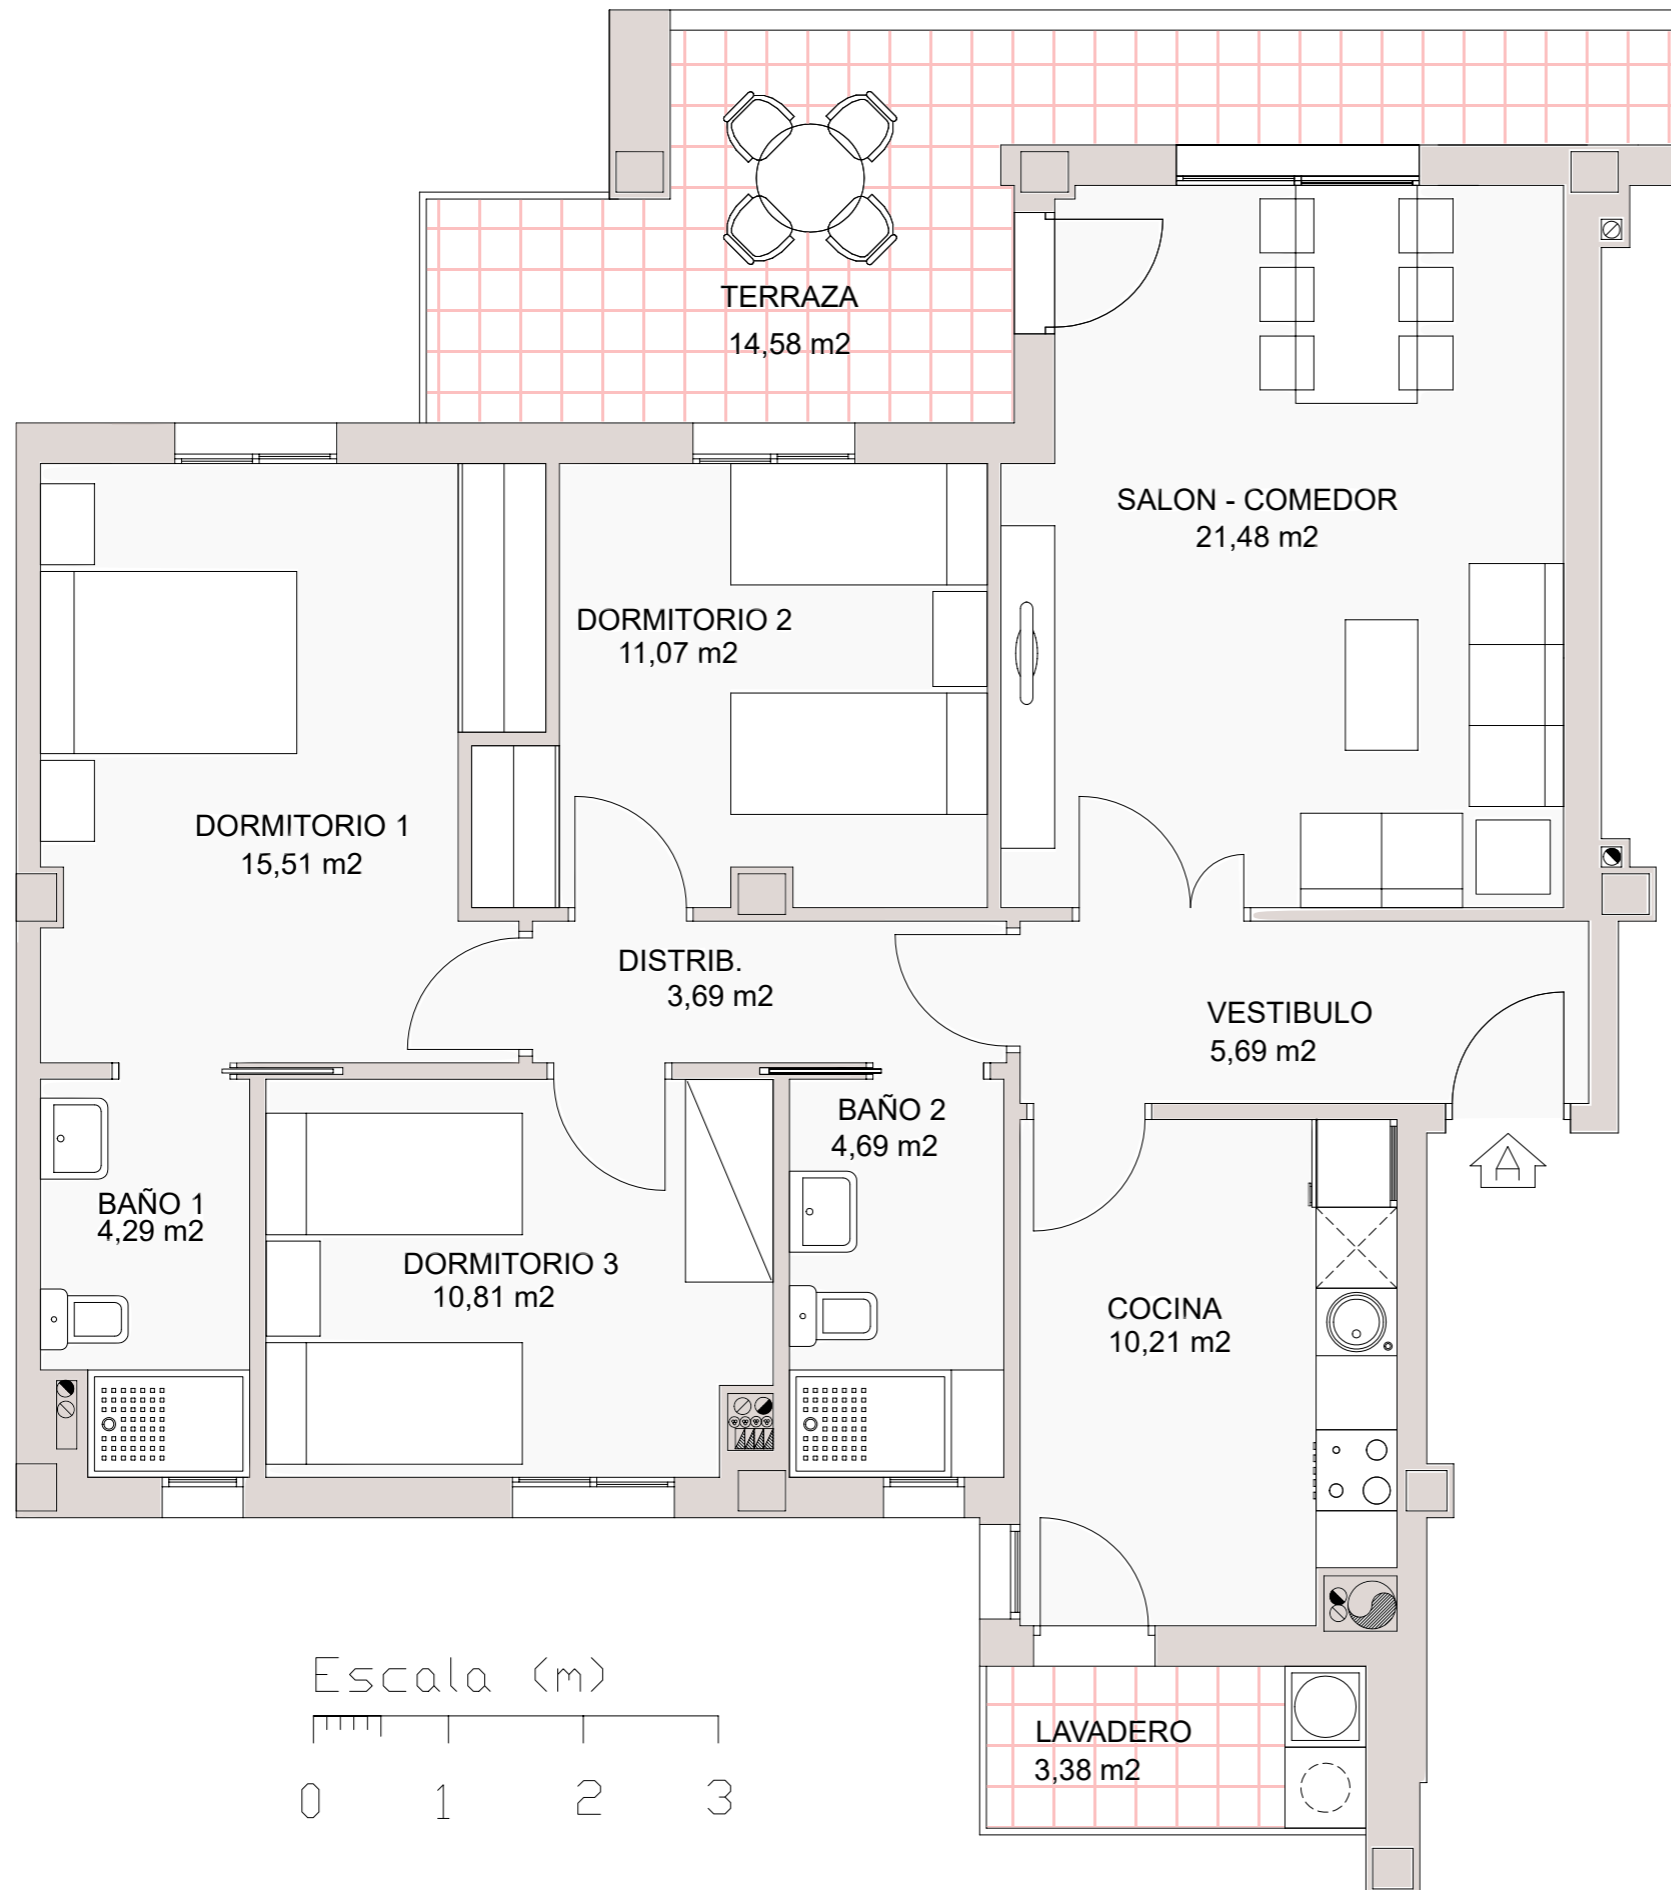 TERRAZA
14,58 m2
SALON - COMEDOR
21,48 m2
DORMITORIO 2
11,07 m2
DORMITORIO 1
15,51 m2
DISTRIB.
3,69 m2
VESTIBULO
5,69 m2
BAÑO 2
4,69 m2
BAÑO 1
4,29 m2
DORMITORIO 3
10,81 m2
COCINA
10,21 m2
A
LAVADERO
3,38 m2
Escala (m)
0 1 2 3